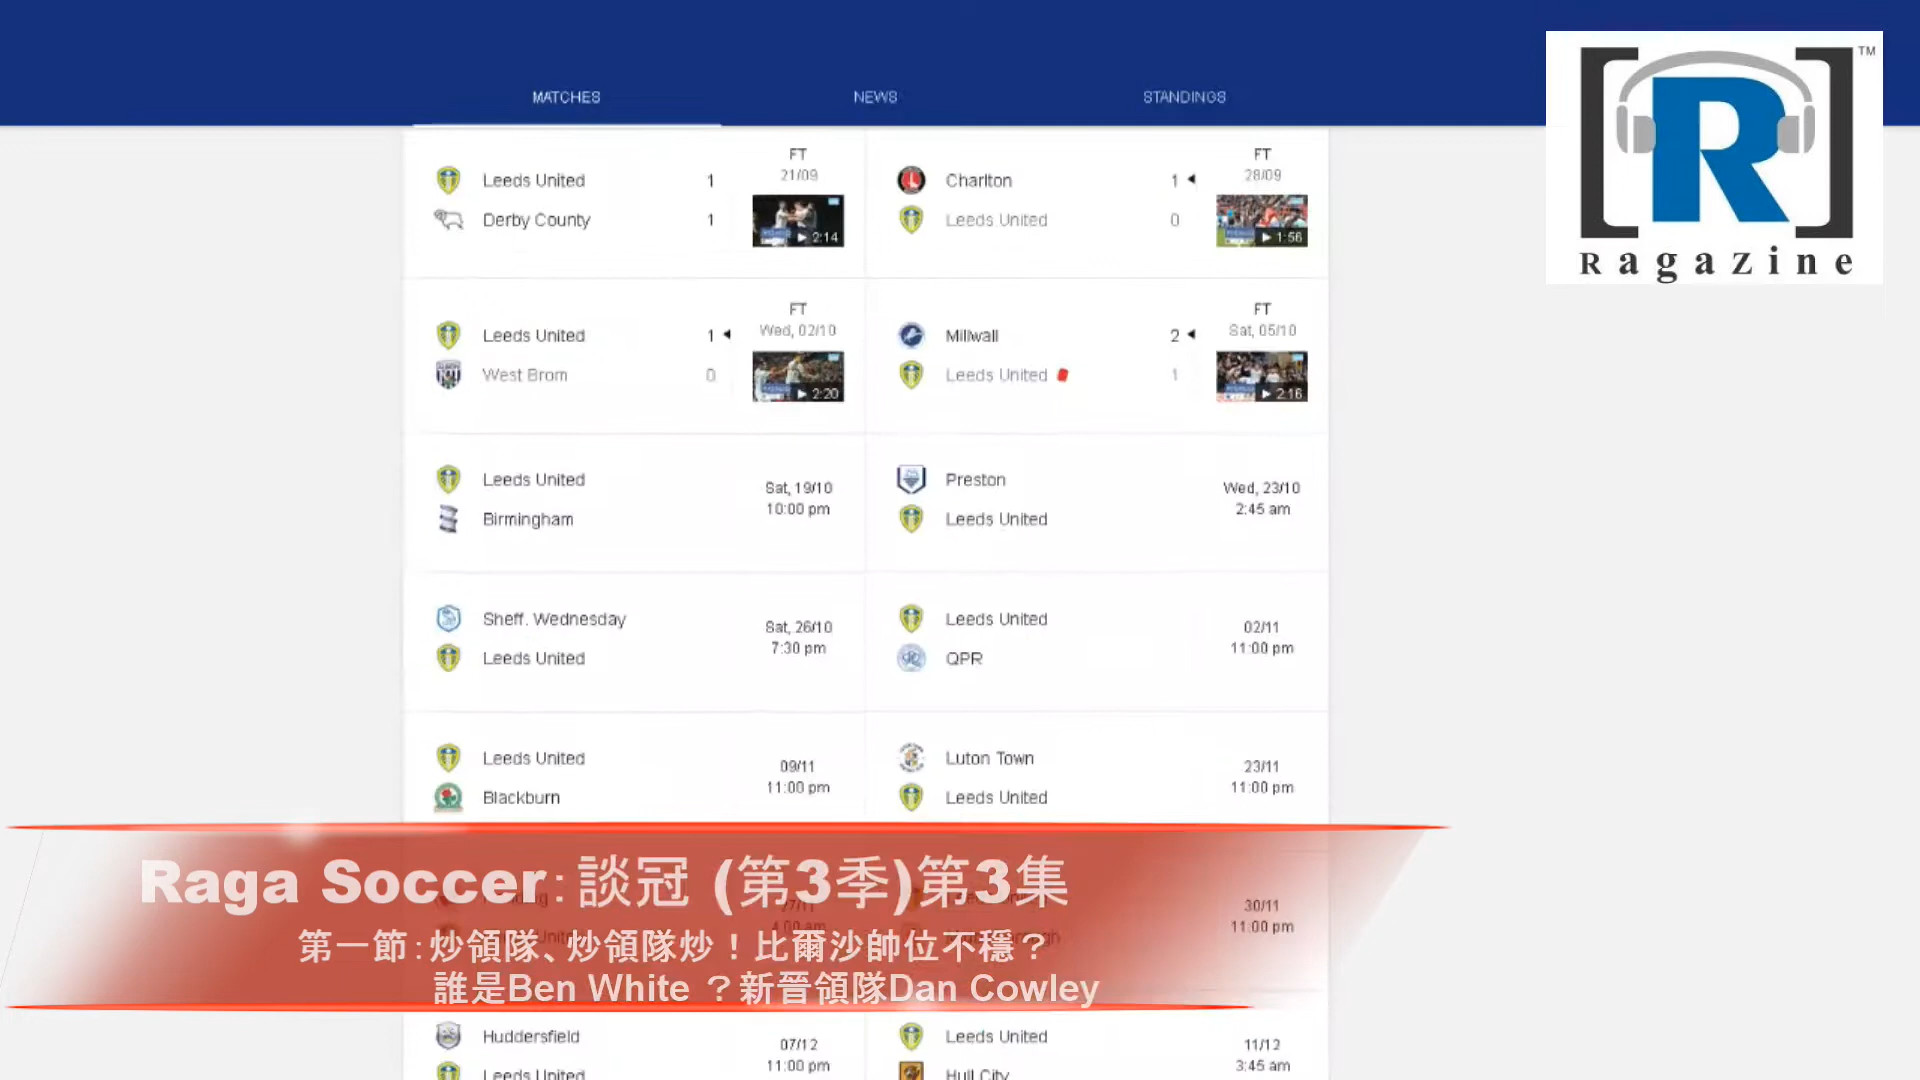 MATCHES
NEWS
STANDINGS
TM
Ragazine
FT
21/09
Leeds United 1
Derby County 1
2:14
FT
28/09
Charlton 1
Leeds United 0
1:56
FT
Wed, 02/10
Leeds United 1
West Brom 0
2:20
FT
Sat, 05/10
Millwall 2
Leeds United 1
2:16
Leeds United
Birmingham
Sat, 19/10
10:00 pm
Preston
Leeds United
Wed, 23/10
2:45 am
Sheff. Wednesday
Leeds United
Sat, 26/10
7:30 pm
Leeds United
QPR
02/11
11:00 pm
Leeds United
Blackburn
09/11
11:00 pm
Luton Town
Leeds United
23/11
11:00 pm
Raga Soccer:談冠 (第3季)第3集
30/11
11:00 pm
第一節:炒領隊、炒領隊炒!比爾沙帥位不穩?
誰是Ben White ?新晉領隊Dan Cowley
Huddersfield
Leeds United
07/12
11:00 pm
Leeds United
Hull City
11/12
3:45 am